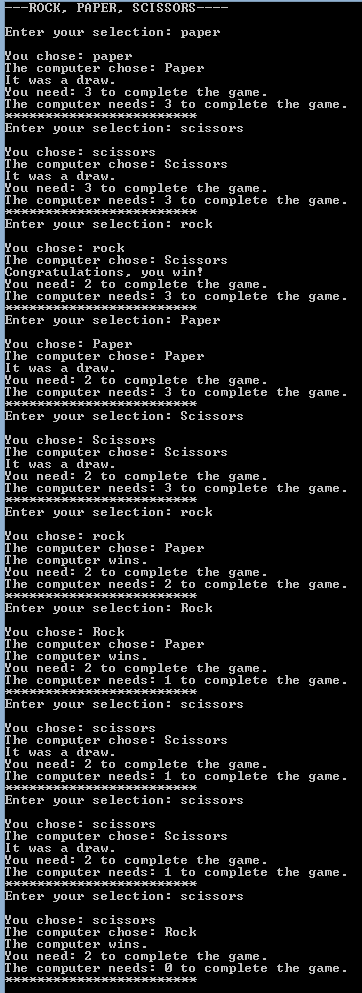 ---ROCK, PAPER, SCISSORS----
Enter your selection: paper
You chose: paper
The computer chose: Paper
It was a draw.
You need: 3 to complete the game.
The computer needs: 3 to complete the game.
************************
Enter your selection: scissors
You chose: scissors
The computer chose: Scissors
It was a draw.
You need: 3 to complete the game.
The computer needs: 3 to complete the game.
************************
Enter your selection: rock
You chose: rock
The computer chose: Scissors
Congratulations, you win!
You need: 2 to complete the game.
The computer needs: 3 to complete the game.
************************
Enter your selection: Paper
You chose: Paper
The computer chose: Paper
It was a draw.
You need: 2 to complete the game.
The computer needs: 3 to complete the game.
************************
Enter your selection: Scissors
You chose: Scissors
The computer chose: Scissors
It was a draw.
You need: 2 to complete the game.
The computer needs: 3 to complete the game.
************************
Enter your selection: rock
You chose: rock
The computer chose: Paper
The computer wins.
You need: 2 to complete the game.
The computer needs: 2 to complete the game.
************************
Enter your selection: Rock
You chose: Rock
The computer chose: Paper
The computer wins.
You need: 2 to complete the game.
The computer needs: 1 to complete the game.
************************
Enter your selection: scissors
You chose: scissors
The computer chose: Scissors
It was a draw.
You need: 2 to complete the game.
The computer needs: 1 to complete the game.
************************
Enter your selection: scissors
You chose: scissors
The computer chose: Scissors
It was a draw.
You need: 2 to complete the game.
The computer needs: 1 to complete the game.
************************
Enter your selection: scissors
You chose: scissors
The computer chose: Rock
The computer wins.
You need: 2 to complete the game.
The computer needs: 0 to complete the game.
************************